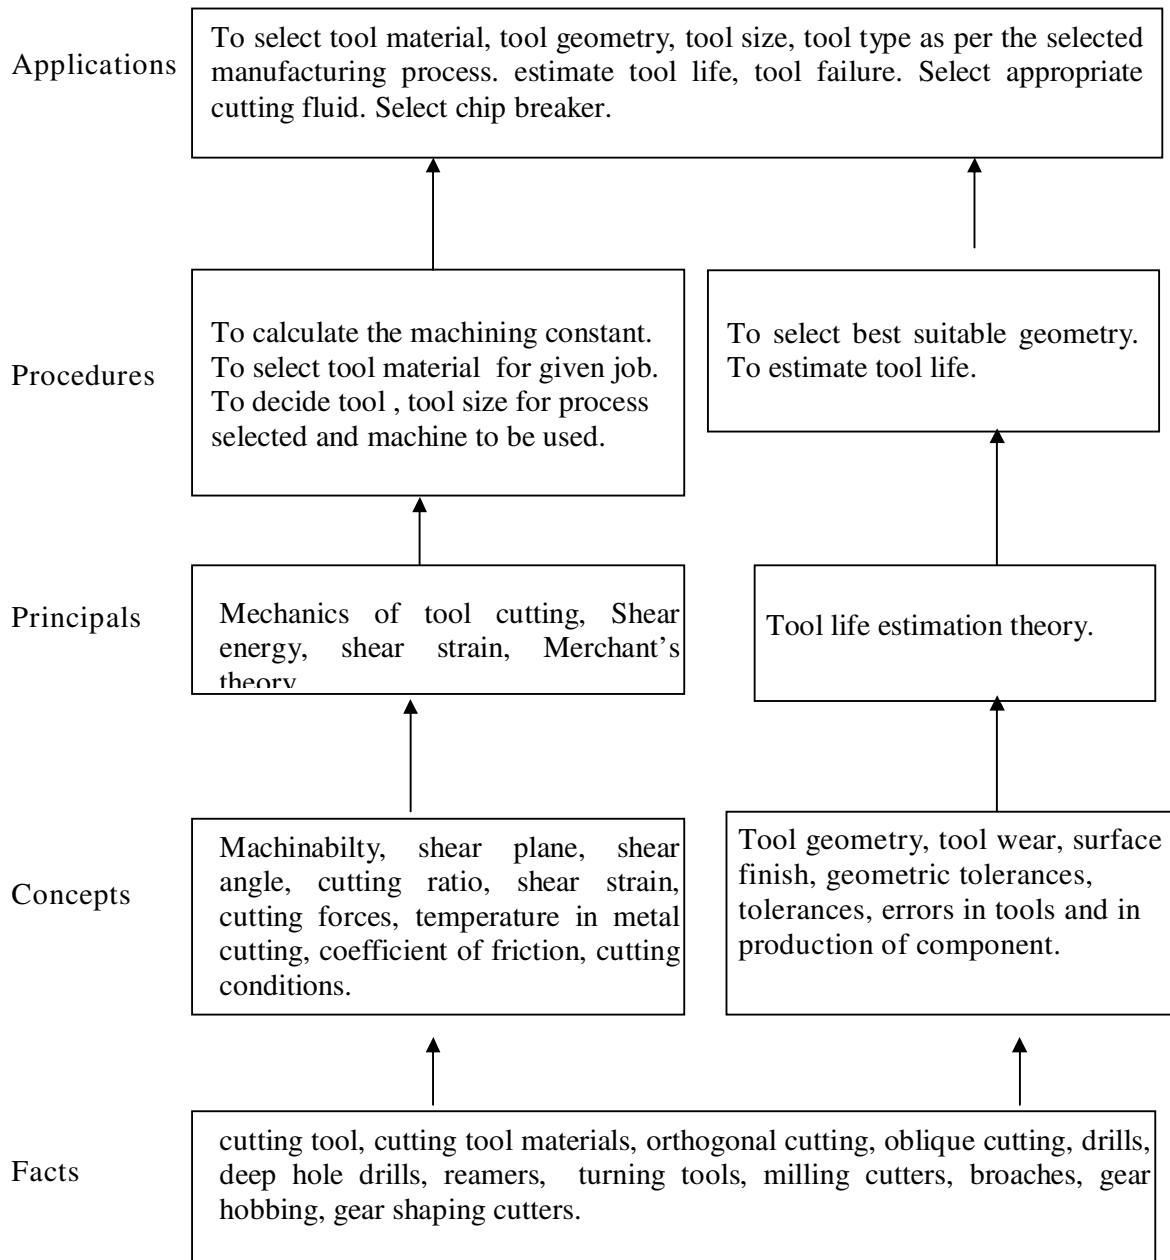 Applications
To select tool material, tool geometry, tool size, tool type as per the selected
manufacturing process. estimate tool life, tool failure. Select appropriate
cutting fluid. Select chip breaker.
Procedures
To calculate the machining constant.
To select tool material for given job.
To decide tool , tool size for process
selected and machine to be used.
To select best suitable geometry.
To estimate tool life.
Principals
Mechanics of tool cutting, Shear
energy, shear strain, Merchant's
theory
Tool life estimation theory.
Concepts
Machinabilty, shear plane, shear
angle, cutting ratio, shear strain,
cutting forces, temperature in metal
cutting, coefficient of friction, cutting
conditions.
Tool geometry, tool wear, surface
finish, geometric tolerances,
tolerances, errors in tools and in
production of component.
Facts
cutting tool, cutting tool materials, orthogonal cutting, oblique cutting, drills,
deep hole drills, reamers, turning tools, milling cutters, broaches, gear
hobbing, gear shaping cutters.